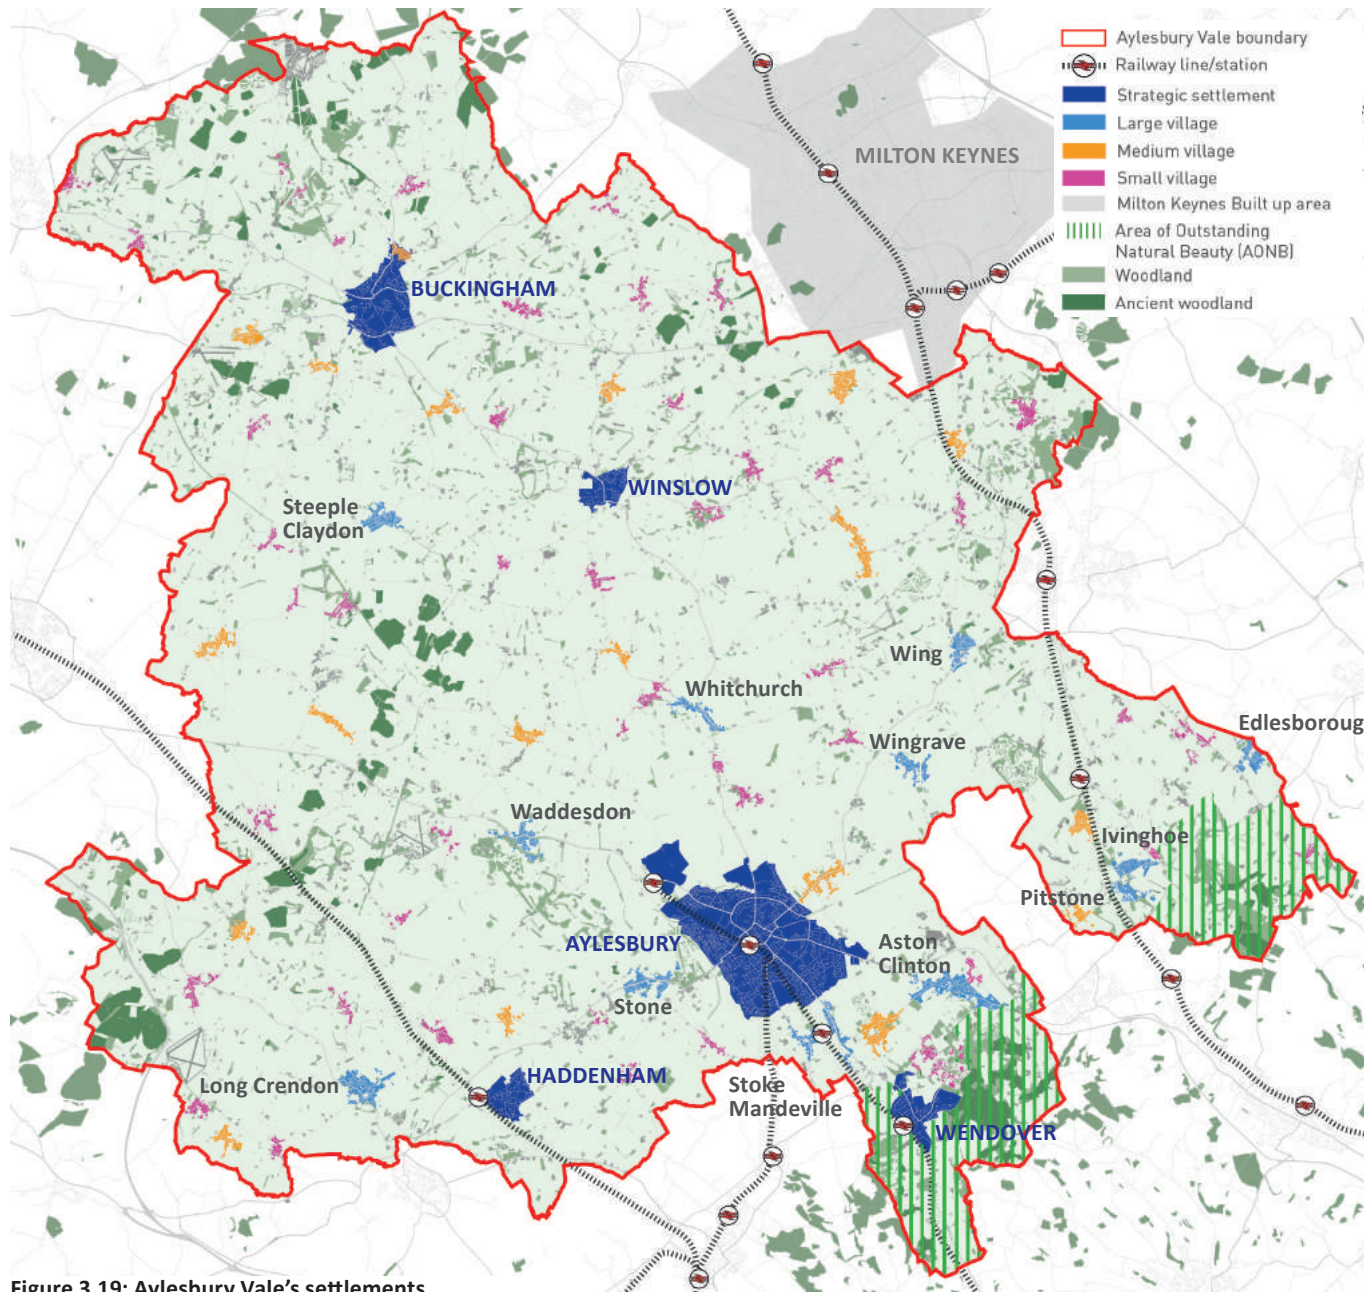 Aylesbury Vale boundary
Railway line/station
Strategic settlement
Large village
Medium village
Small village
Milton Keynes Built up area
Area of Outstanding
Natural Beauty (AONB)
Woodland
Ancient woodland
MILTON KEYNES
BUCKINGHAM
WINSLOW
Steeple
Claydon
Wing
Whitchurch
Wingrave
Edlesboroug
Waddesdon
Ivinghoe
Pitstone
AYLESBURY
Aston
Clinton
Stone
HADDENHAM
Long Crendon
Stoke
Mandeville
WENDOVER
Figure 3.19: Aylesbury Vale's settlements